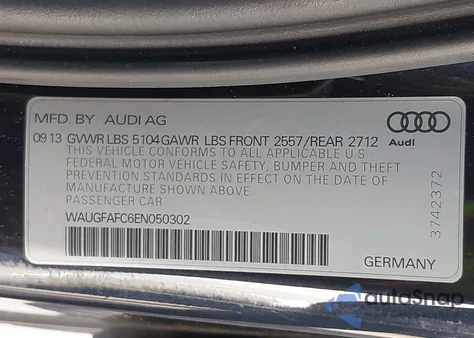 MFD. BY AUDI AG
09 13 GVWR LBS 5104 GAWR LBS FRONT 2557/REAR 2712
THIS VEHICLE CONFORMS TO ALL APPLICABLE U.S
FEDERAL MOTOR VEHICLE SAFETY, BUMPER AND THEFT
PREVENTION STANDARDS IN EFFECT ON THE DATE
OF MANUFACTURE SHOWN ABOVE.
PASSENGER CAR
WAUGFAFC6EN050302
GERMANY
Audi
3742372
autoSnap